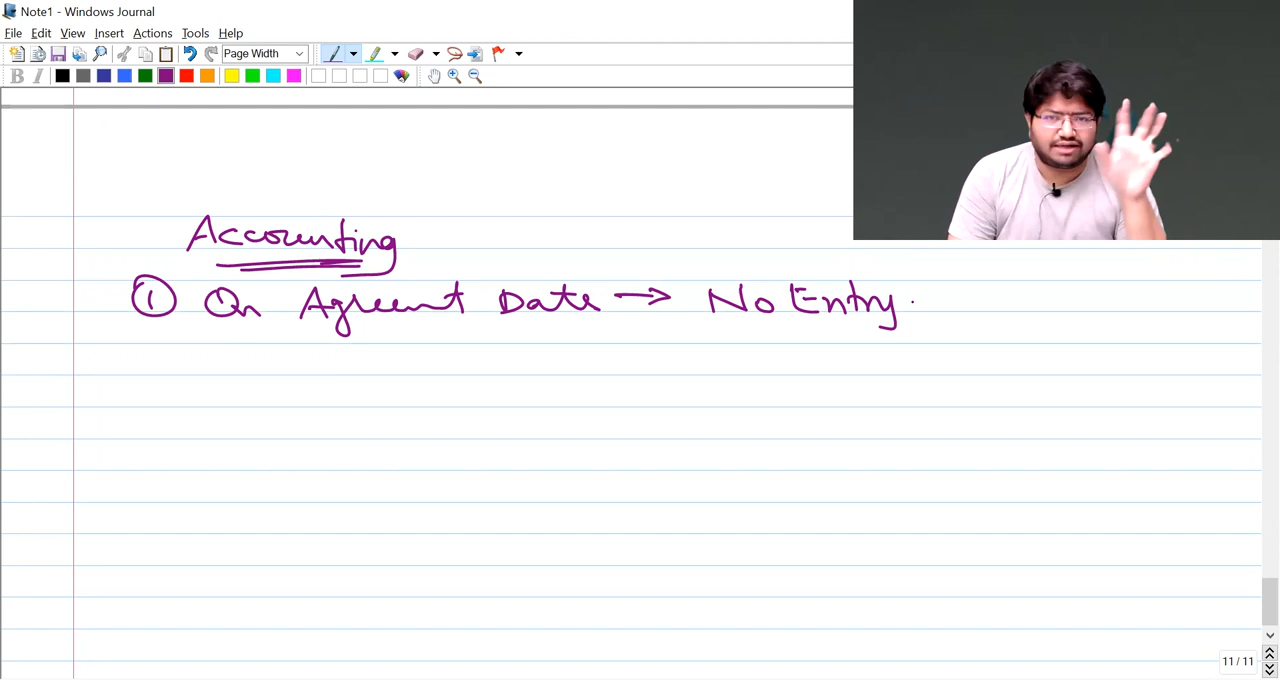 Note1 - Windows Journal
File Edit View Insert Actions Tools Help
Page Width
B I
Accounting
① On Agreement Date → No Entry.
11 / 11